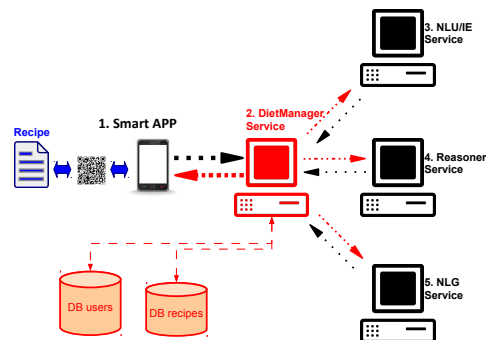 3. NLU/IE
Service
2. DietManager
Service
1. Smart APP
Recipe
4. Reasoner
Service
5. NLG
Service
DB users
DB recipes